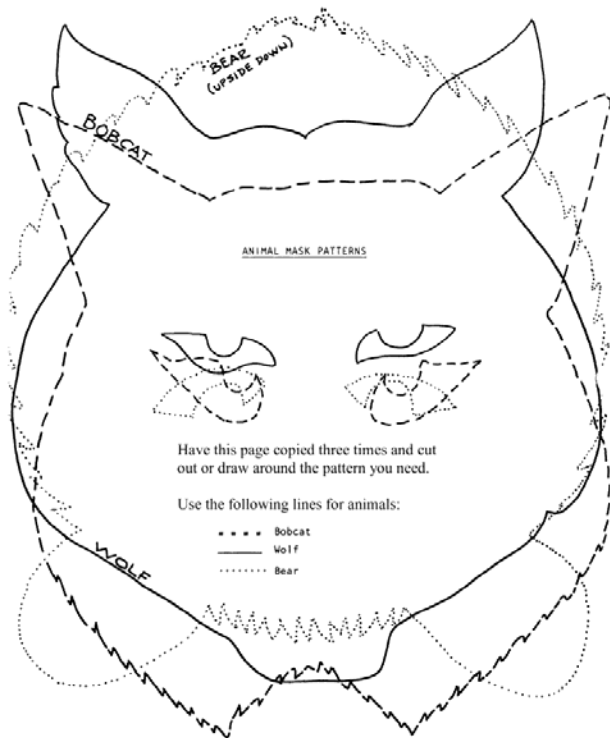 BEAR
(UPSIDE DOWN)
BOBCAT
ANIMAL MASK PATTERNS
Have this page copied three times and cut
out or draw around the pattern you need.
Use the following lines for animals:
Bobcat
Wolf
Bear
WOLF